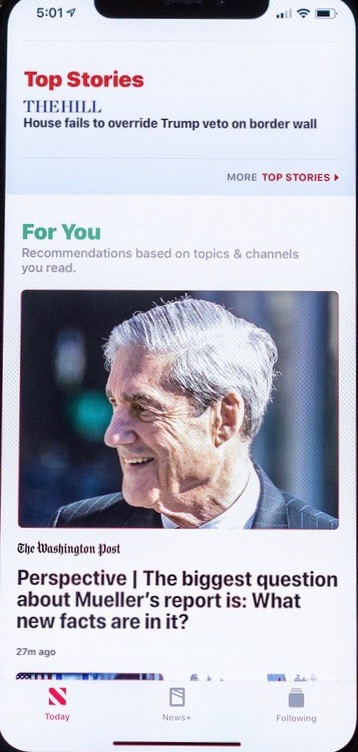 5:01
Top Stories
THE HILL
House fails to override Trump veto on border wall
MORE TOP STORIES
For You
Recommendations based on topics & channels
you read.
The Washington Post
Perspective | The biggest question
about Mueller's report is: What
new facts are in it?
27m ago
Today
News+
Following